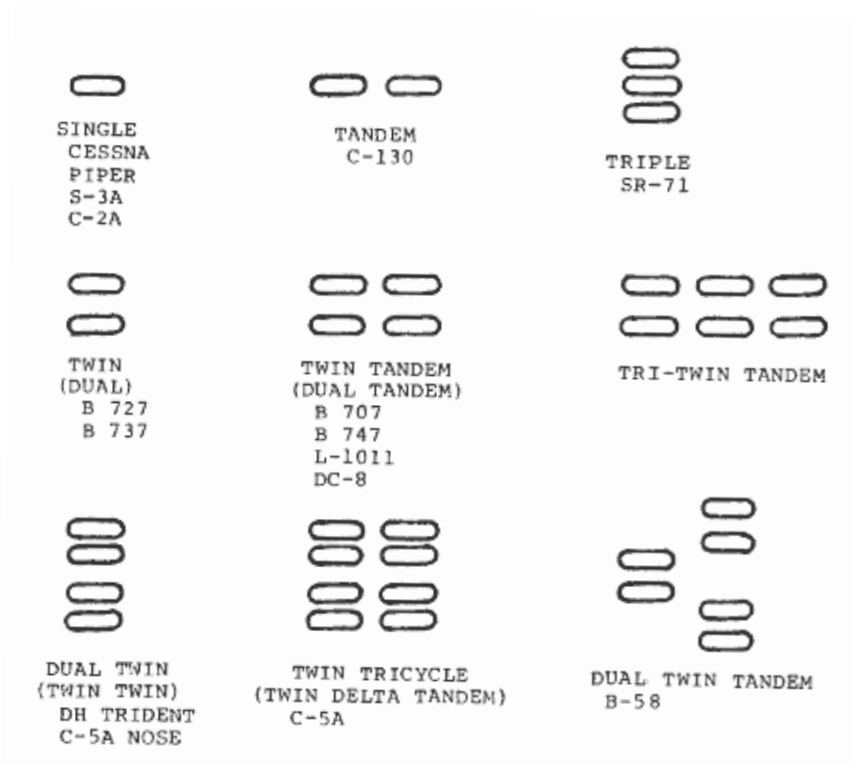 SINGLE
CESSNA
PIPER
S-3A
C-2A
TANDEM
C-130
TRIPLE
SR-71
TWIN
(DUAL)
B 727
B 737
TWIN TANDEM
(DUAL TANDEM)
B 707
B 747
L-1011
DC-8
TRI-TWIN TANDEM
DUAL TWIN
(TWIN TWIN)
DH TRIDENT
C-5A NOSE
TWIN TRICYCLE
(TWIN DELTA TANDEM)
C-5A
DUAL TWIN TANDEM
B-58